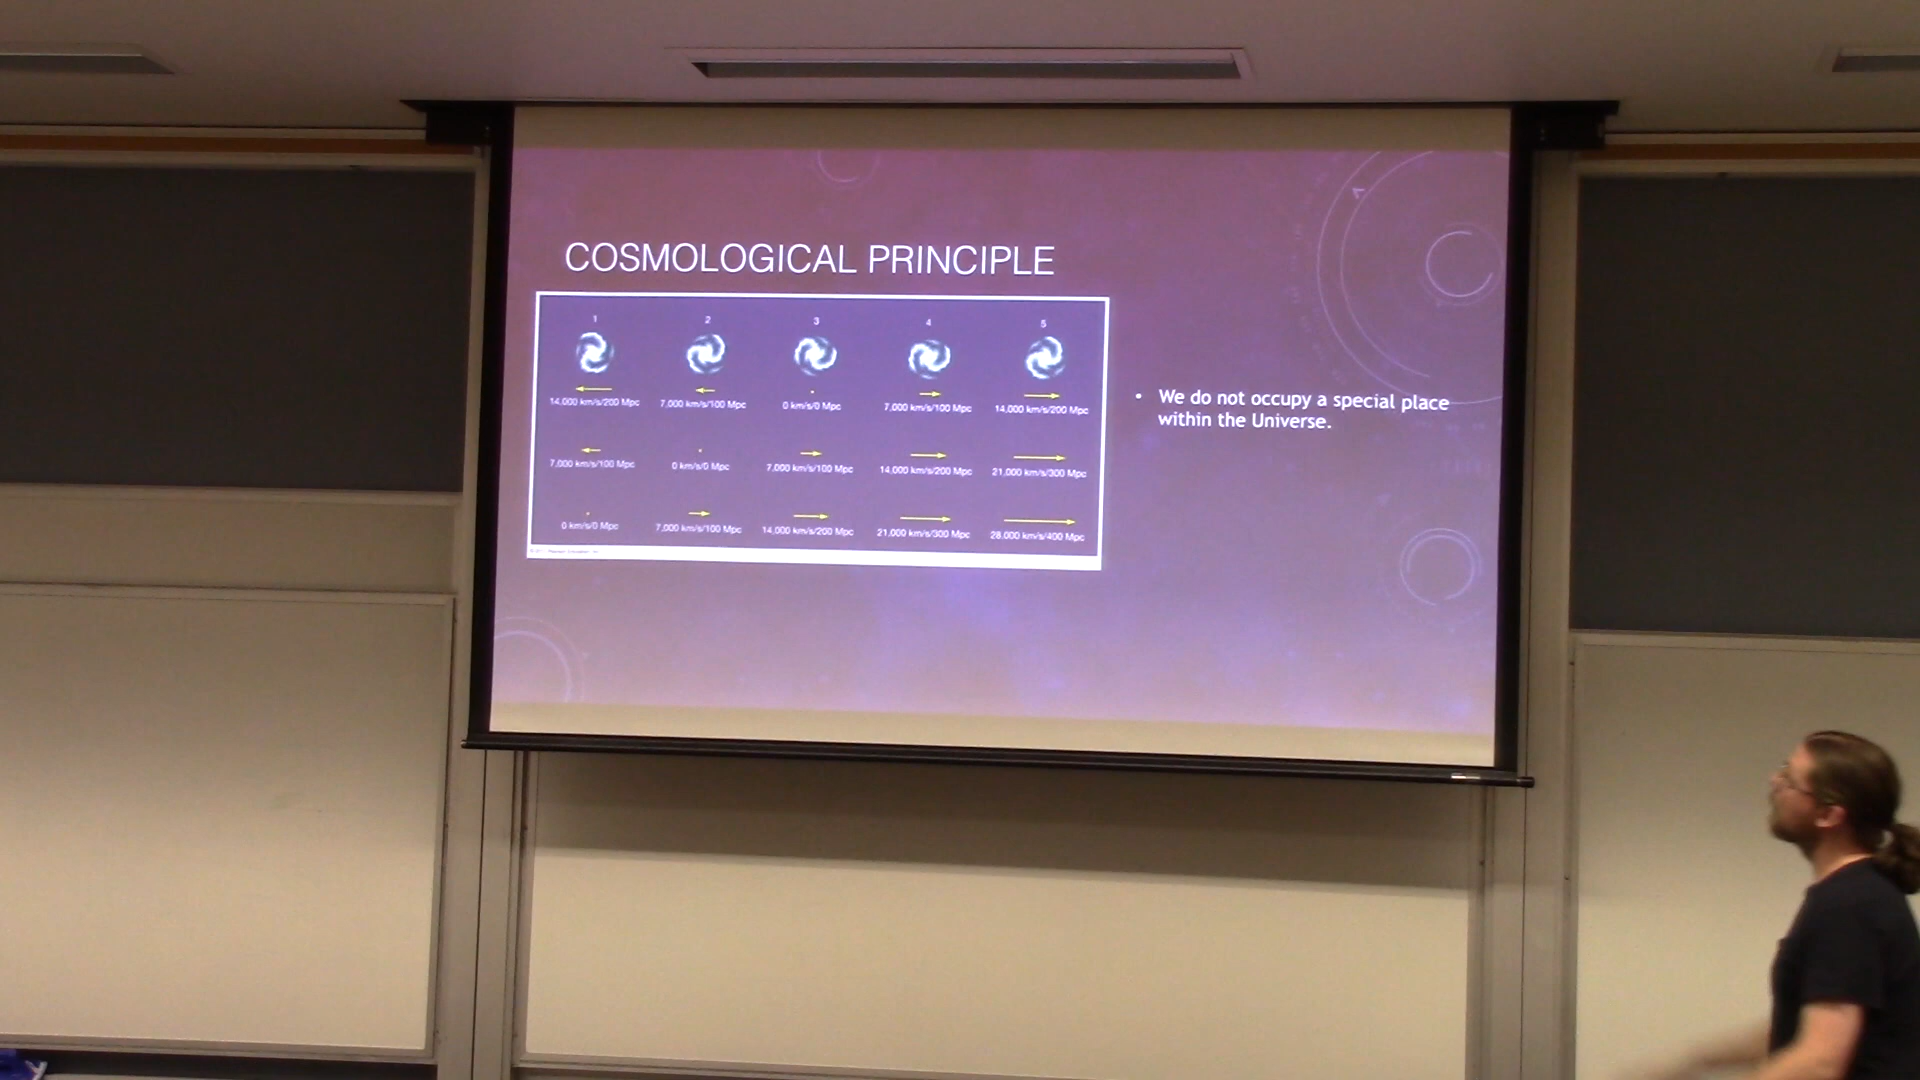 COSMOLOGICAL PRINCIPLE
1 2 3 4 5
14,000 km/s/200 Mpc 7,000 km/s/100 Mpc 0 km/s/0 Mpc 7,000 km/s/100 Mpc 14,000 km/s/200 Mpc
7,000 km/s/100 Mpc 0 km/s/0 Mpc 7,000 km/s/100 Mpc 14,000 km/s/200 Mpc 21,000 km/s/300 Mpc
0 km/s/0 Mpc 7,000 km/s/100 Mpc 14,000 km/s/200 Mpc 21,000 km/s/300 Mpc 28,000 km/s/400 Mpc
• We do not occupy a special place
within the Universe.